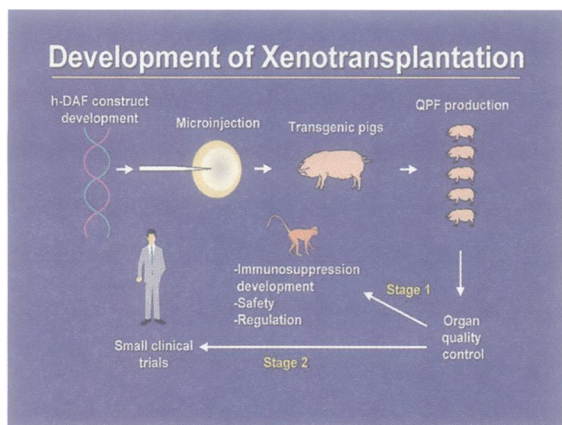 Development of Xenotransplantation
h-DAF construct
development
Microinjection
Transgenic pigs
QPF production
-Immunosuppression
development
-Safety
-Regulation
Stage 1
Organ
quality
control
Small clinical
trials
Stage 2